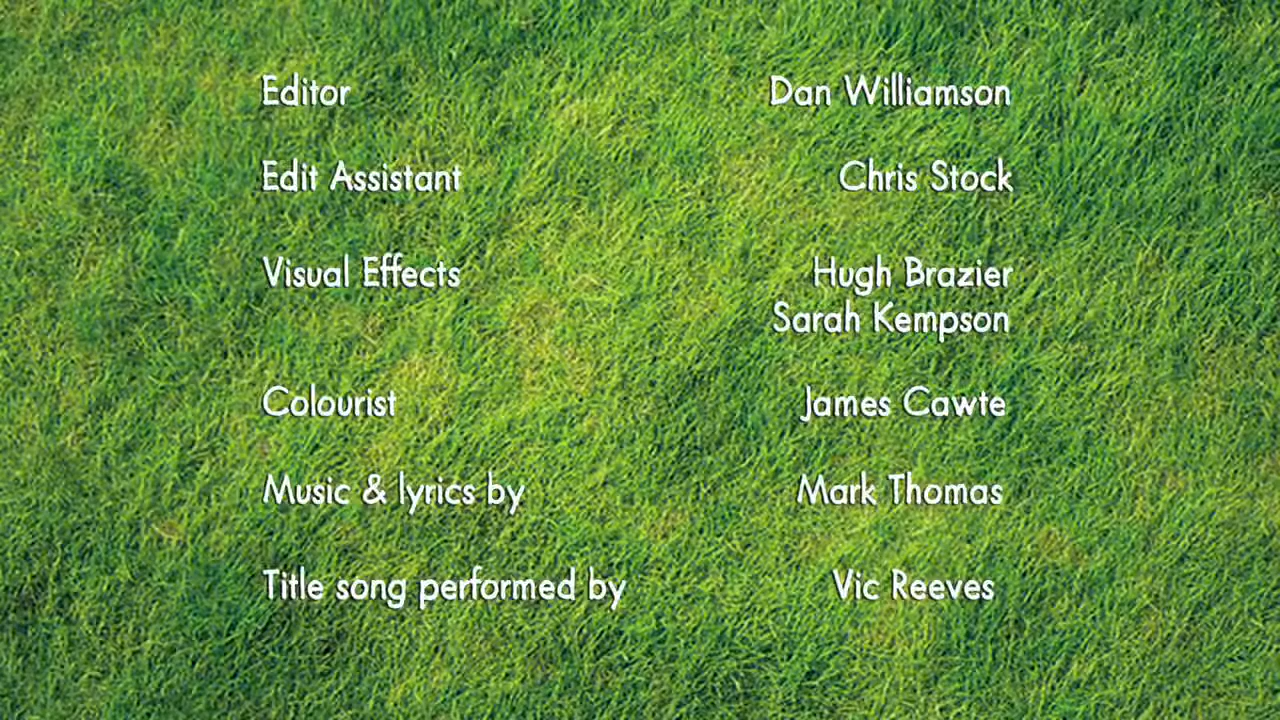 Editor Dan Williamson
Edit Assistant Chris Stock
Visual Effects Hugh Brazier
Sarah Kempson
Colourist James Cawte
Music & lyrics by Mark Thomas
Title song performed by Vic Reeves